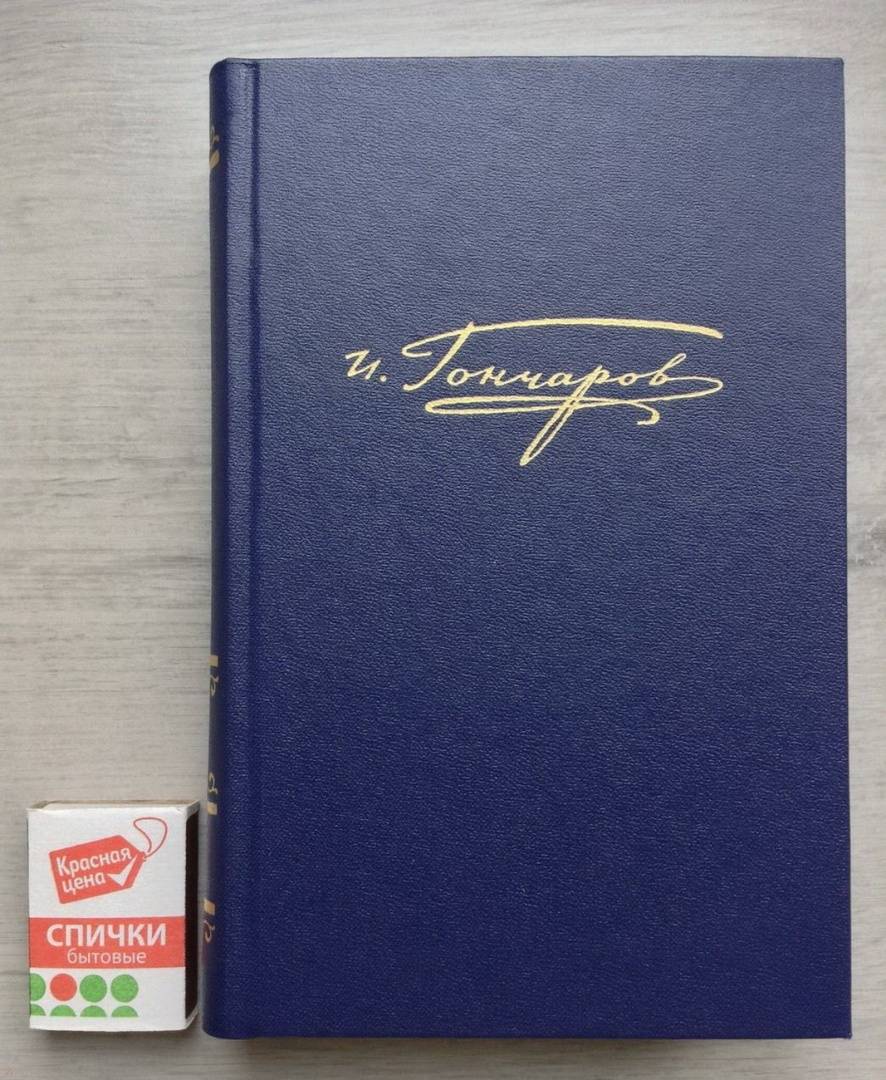 И. Гончаров
Красная
цена
СПИЧКИ
бытовые